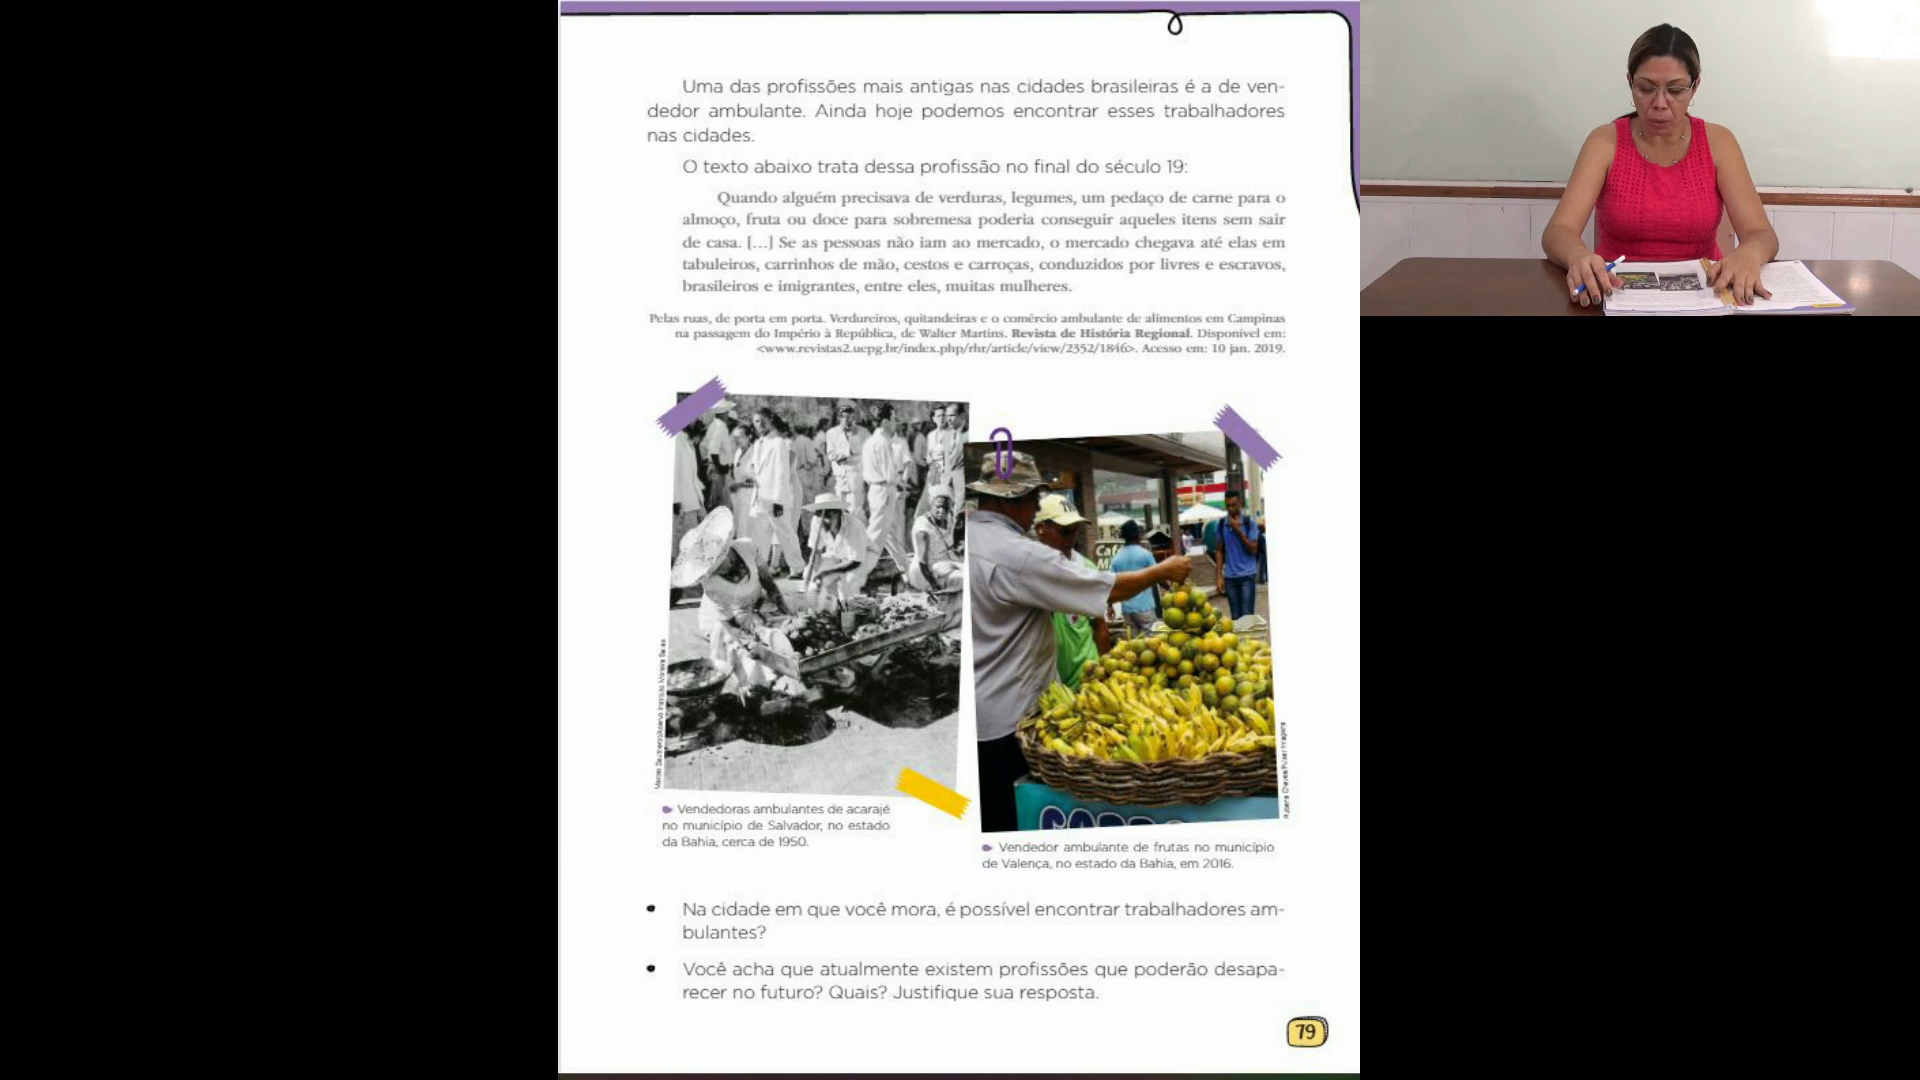 Uma das profissões mais antigas nas cidades brasileiras é a de ven-
dedor ambulante. Ainda hoje podemos encontrar esses trabalhadores
nas cidades.
O texto abaixo trata dessa profissão no final do século 19:
Quando alguém precisava de verduras, legumes, um pedaço de carne para o
almoço, fruta ou doce para sobremesa poderia conseguir aqueles itens sem sair
de casa. [...] Se as pessoas não iam ao mercado, o mercado chegava até elas em
tabuleiros, carrinhos de mão, cestos e carroças, conduzidos por livres e escravos,
brasileiros e imigrantes, entre eles, muitas mulheres.
Pelas ruas, de porta em porta. Verdureiros, quitandeiras e o comércio ambulante de alimentos em Campinas
na passagem do Império à República, de Walter Martins. Revista de História Regional. Disponível em:
<www.revistas2.uepg.br/index.php/rhr/article/view/2352/1846>. Acesso em: 10 jan. 2019.
Vendedoras ambulantes de acarajé
no município de Salvador, no estado
da Bahia, cerca de 1950.
Vendedor ambulante de frutas no município
de Valença, no estado da Bahia, em 2016.
Na cidade em que você mora, é possível encontrar trabalhadores am-
bulantes?
Você acha que atualmente existem profissões que poderão desapa-
recer no futuro? Quais? Justifique sua resposta.
79